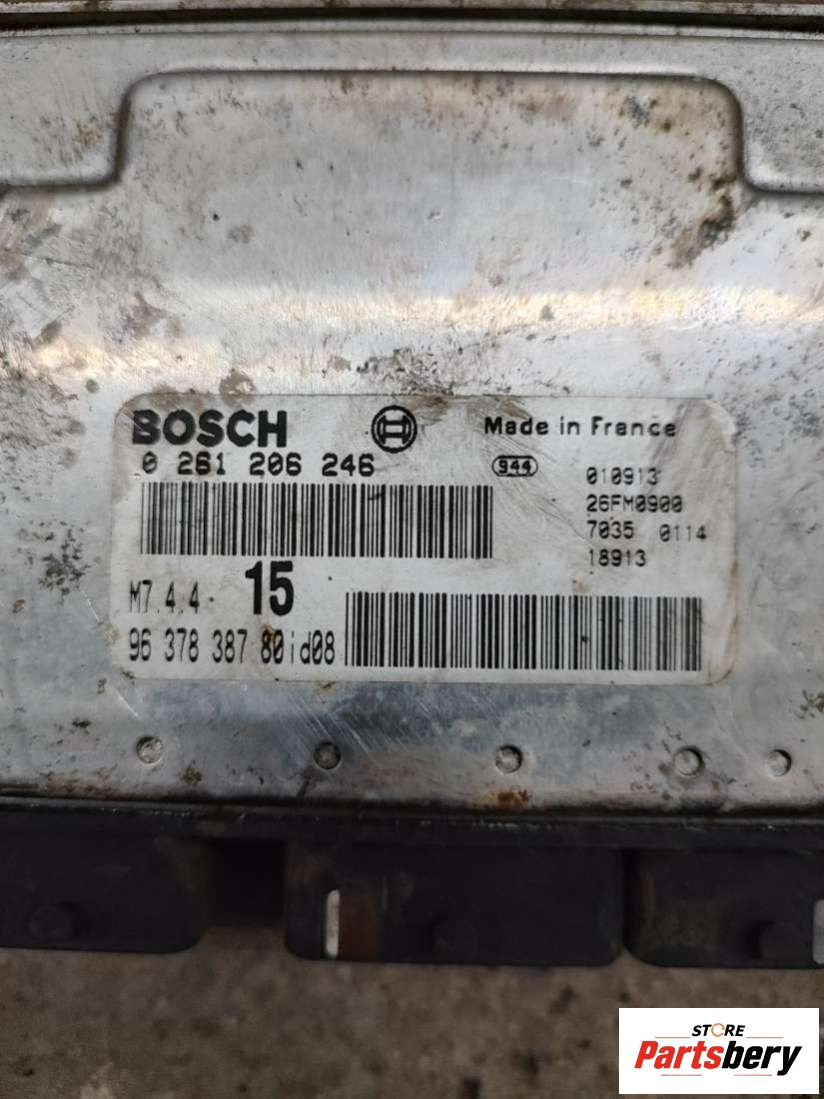 BOSCH Made in France
0 261 206 246 944 010913
26FM0900
7035 0114
18913
M7.4.4- 15
96 378 387 80id08
STORE
Partsbery